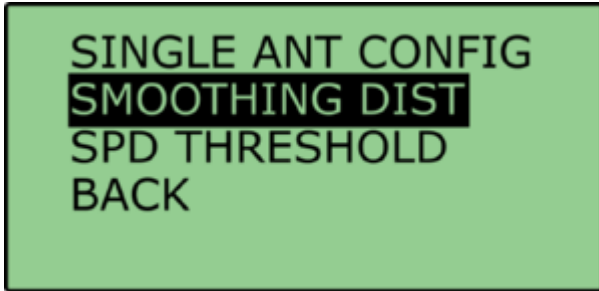 SINGLE ANT CONFIG
SMOOTHING DIST
SPD THRESHOLD
BACK